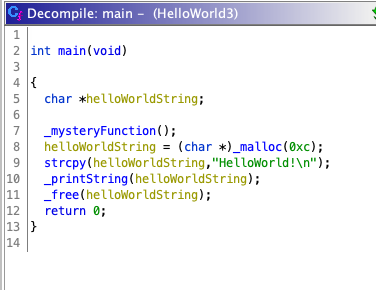 Decompile: main - (HelloWorld3)
1
2 int main(void)
3
4 {
5 char *helloWorldString;
6
7 _mysteryFunction();
8 helloWorldString = (char *)_malloc(0xc);
9 strcpy(helloWorldString,"HelloWorld!\n");
10 _printString(helloWorldString);
11 _free(helloWorldString);
12 return 0;
13 }
14